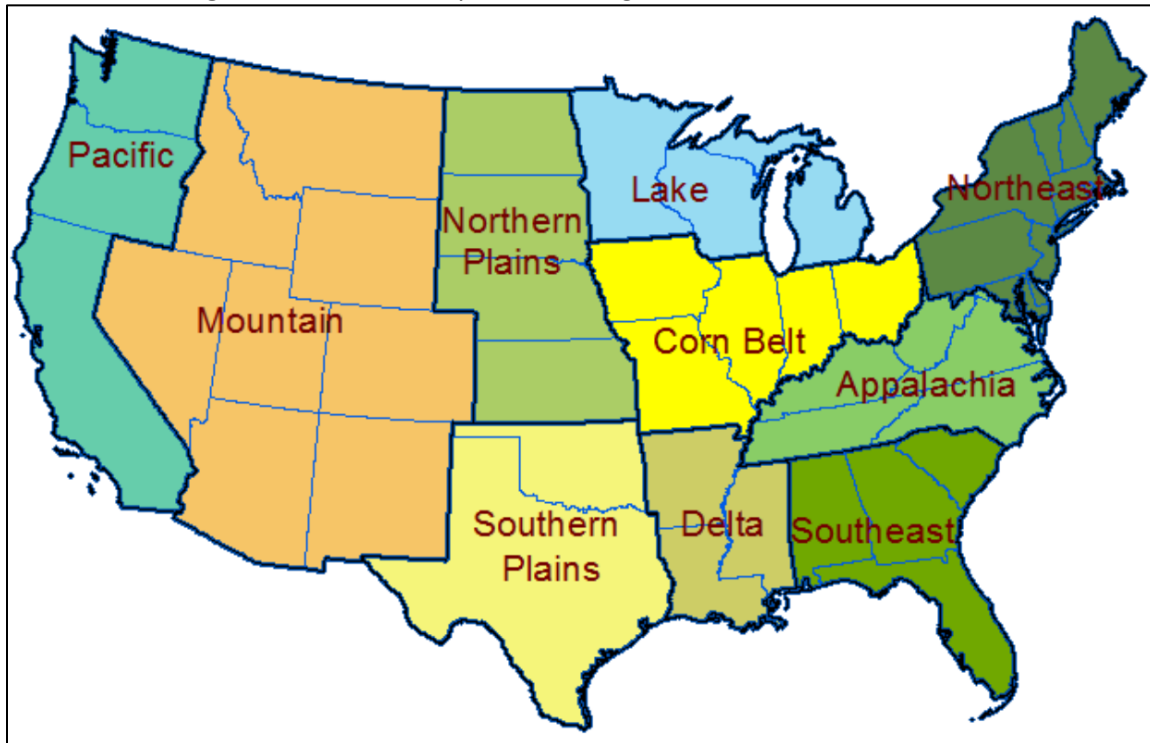 Pacific
Lake
Northeast
Northern
Plains
Mountain
Corn Belt
Appalachia
Southern
Plains
Delta
Southeast